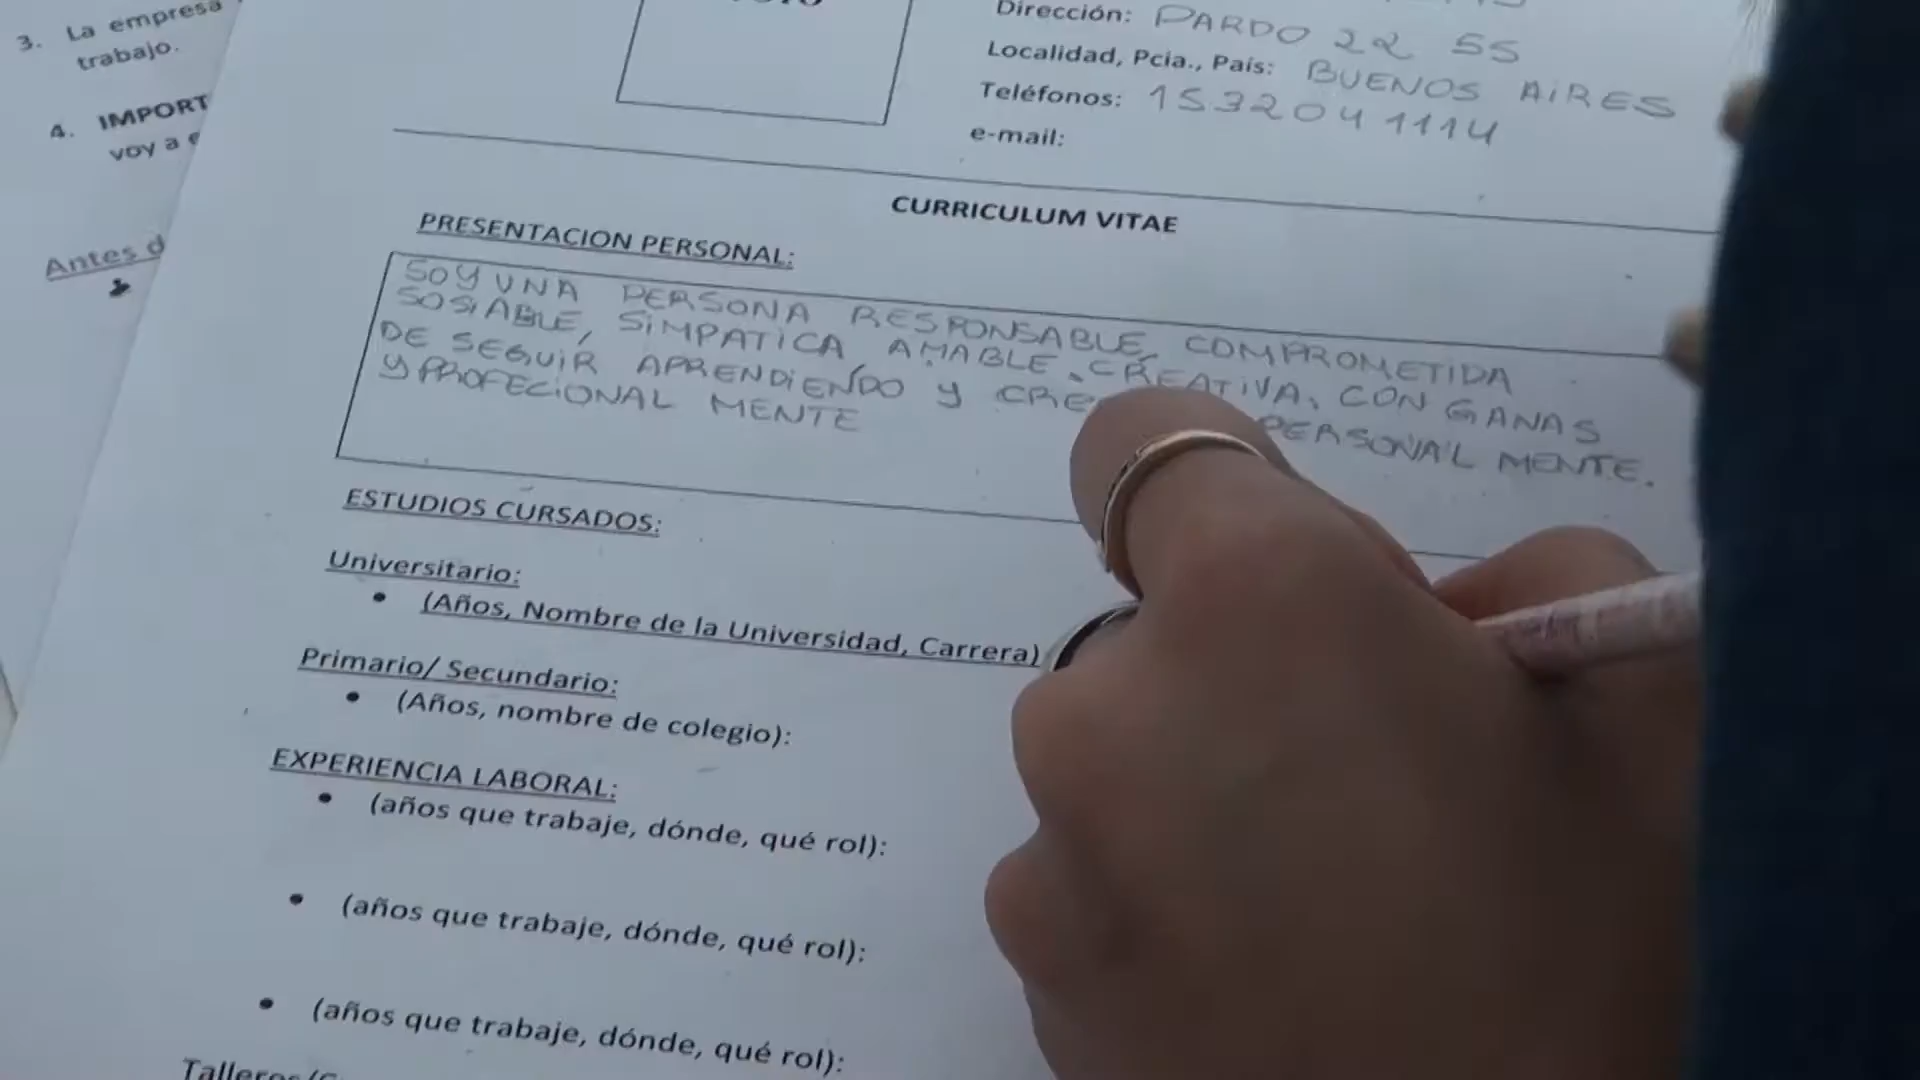 3. La empresa
trabajo.
4. IMPORT
voy a e
Antes d
Dirección: PARDO 22 55
Localidad, Pcia., País: BUENOS AIRES
Teléfonos: 1532041114
e-mail:
CURRICULUM VITAE
PRESENTACION PERSONAL:
SOY UNA PERSONA RESPONSABLE, COMPROMETIDA
SOSIABLE, SIMPATICA, AMABLE, CREATIVA, CON GANAS
DE SEGUIR APRENDIENDO Y CRE PERSONAL MENTE.
Y PROFECIONAL MENTE
ESTUDIOS CURSADOS:
Universitario:
• (Años, Nombre de la Universidad, Carrera)
Primario/ Secundario:
• (Años, nombre de colegio):
EXPERIENCIA LABORAL:
• (años que trabaje, dónde, qué rol):
• (años que trabaje, dónde, qué rol):
• (años que trabaje, dónde, qué rol):